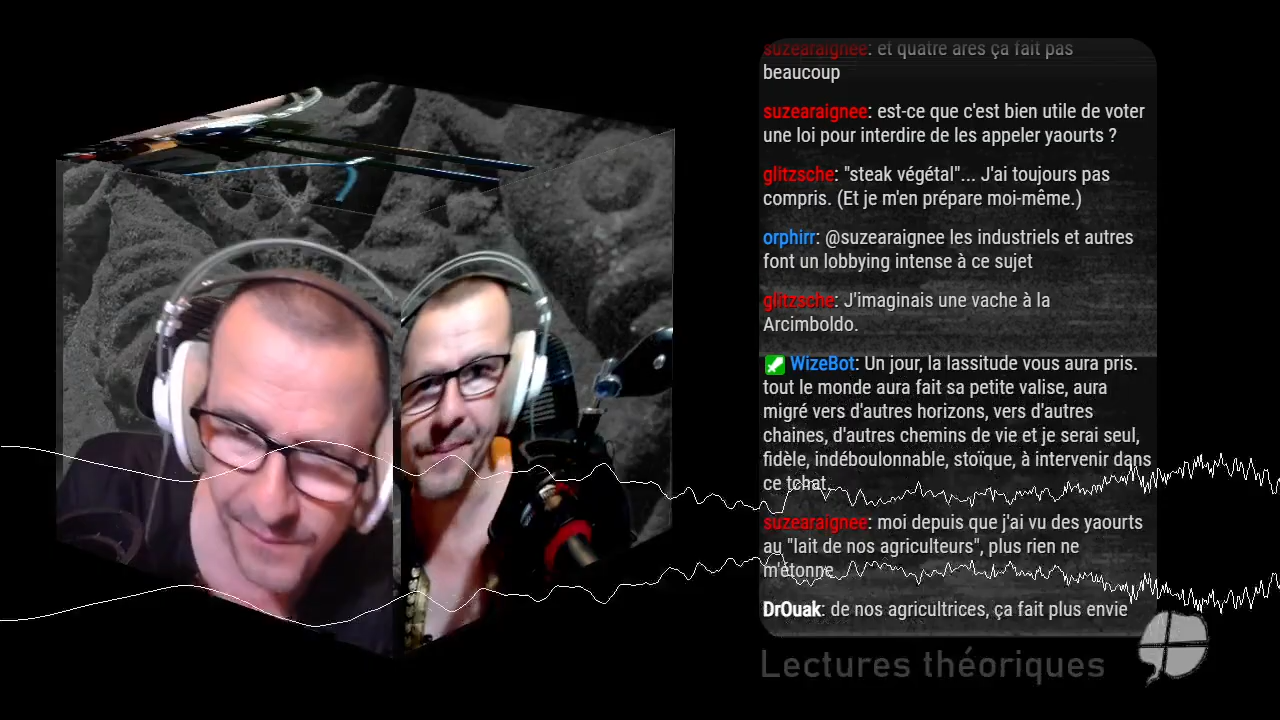 suzearaignee: et quatre ares ça fait pas
beaucoup
suzearaignee: est-ce que c'est bien utile de voter
une loi pour interdire de les appeler yaourts ?
glitzsche: "steak végétal"... J'ai toujours pas
compris. (Et je m'en prépare moi-même.)
orphirr: @suzearaignee les industriels et autres
font un lobbying intense à ce sujet
glitzsche: J'imaginais une vache à la
Arcimboldo.
WizeBot: Un jour, la lassitude vous aura pris.
tout le monde aura fait sa petite valise, aura
migré vers d'autres horizons, vers d'autres
chaines, d'autres chemins de vie et je serai seul,
fidèle, indéboulonnable, stoïque, à intervenir dans
ce tchat.
suzearaignee: moi depuis que j'ai vu des yaourts
au "lait de nos agriculteurs", plus rien ne
m'étonne
DrOuak: de nos agricultrices, ça fait plus envie
Lectures théoriques